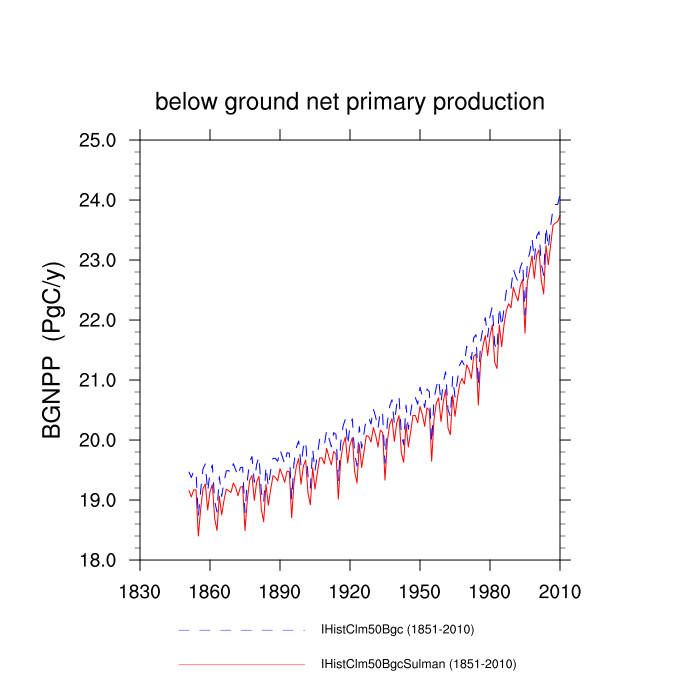 below ground net primary production
25.0
24.0
23.0
22.0
21.0
20.0
19.0
18.0
BGNPP (PgC/y)
1830 1860 1890 1920 1950 1980 2010
IHistClm50Bgc (1851-2010)
IHistClm50BgcSulman (1851-2010)